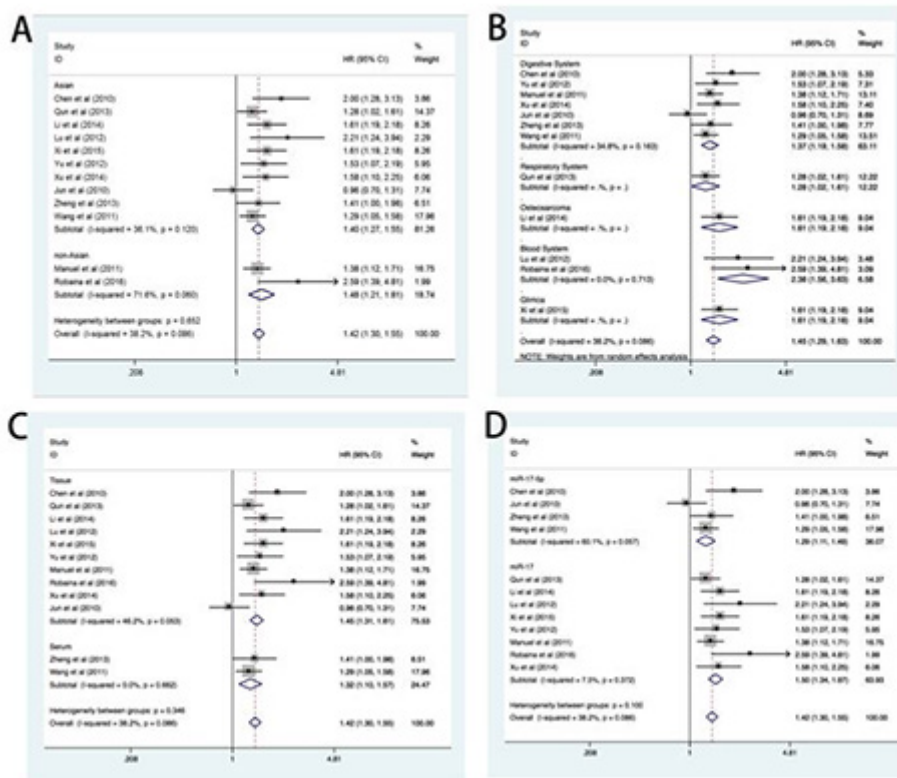 A
Study % 
ID HR (95% CI) Weight
Asian
Chen et al (2010) 2.00 (1.28, 3.13) 3.86
Qun et al (2013) 1.28 (1.02, 1.61) 14.37
Li et al (2014) 1.61 (1.19, 2.18) 8.26
Lu et al (2012) 2.21 (1.24, 3.94) 2.29
Xi et al (2015) 1.61 (1.19, 2.18) 8.26
Yu et al (2012) 1.53 (1.07, 2.19) 5.95
Xu et al (2014) 1.58 (1.10, 2.25) 6.06
Jun et al (2010) 0.96 (0.70, 1.31) 7.74
Zheng et al (2013) 1.41 (1.00, 1.98) 6.51
Wang et al (2011) 1.29 (1.05, 1.58) 17.96
Subtotal (I-squared = 36.1%, p = 0.120) 1.40 (1.27, 1.55) 81.26
non-Asian
Manuel et al (2011) 1.38 (1.12, 1.71) 16.75
Robaina et al (2016) 2.59 (1.39, 4.81) 1.99
Subtotal (I-squared = 71.6%, p = 0.060) 1.48 (1.21, 1.81) 18.74
Heterogeneity between groups: p = 0.652
Overall (I-squared = 38.2%, p = 0.086) 1.42 (1.30, 1.55) 100.00
.208 1 4.81
B
Study %
ID HR (95% CI) Weight
Digestive System
Chen et al (2010) 2.00 (1.28, 3.13) 5.33
Yu et al (2012) 1.53 (1.07, 2.19) 7.31
Manuel et al (2011) 1.38 (1.12, 1.71) 13.11
Xu et al (2014) 1.58 (1.10, 2.25) 7.40
Jun et al (2010) 0.96 (0.70, 1.31) 8.69
Zheng et al (2013) 1.41 (1.00, 1.98) 7.77
Wang et al (2011) 1.29 (1.05, 1.58) 13.51
Subtotal (I-squared = 34.8%, p = 0.163) 1.37 (1.19, 1.58) 63.11
Respiratory System
Qun et al (2013) 1.28 (1.02, 1.61) 12.22
Subtotal (I-squared = .%, p = .) 1.28 (1.02, 1.61) 12.22
Osteosarcoma
Li et al (2014) 1.61 (1.19, 2.18) 9.04
Subtotal (I-squared = .%, p = .) 1.61 (1.19, 2.18) 9.04
Blood System
Lu et al (2012) 2.21 (1.24, 3.94) 3.48
Robaina et al (2016) 2.59 (1.39, 4.81) 3.09
Subtotal (I-squared = 0.0%, p = 0.713) 2.38 (1.56, 3.63) 6.58
Glimica
Xi et al (2015) 1.61 (1.19, 2.18) 9.04
Subtotal (I-squared = .%, p = .) 1.61 (1.19, 2.18) 9.04
Overall (I-squared = 38.2%, p = 0.086) 1.45 (1.29, 1.63) 100.00
NOTE: Weights are from random effects analysis
.208 1 4.81
C
Study %
ID HR (95% CI) Weight
Tissue
Chen et al (2010) 2.00 (1.28, 3.13) 3.86
Qun et al (2013) 1.28 (1.02, 1.61) 14.37
Li et al (2014) 1.61 (1.19, 2.18) 8.26
Lu et al (2012) 2.21 (1.24, 3.94) 2.29
Xi et al (2015) 1.61 (1.19, 2.18) 8.26
Yu et al (2012) 1.53 (1.07, 2.19) 5.95
Manuel et al (2011) 1.38 (1.12, 1.71) 16.75
Robaina et al (2016) 2.59 (1.39, 4.81) 1.99
Xu et al (2014) 1.58 (1.10, 2.25) 6.06
Jun et al (2010) 0.96 (0.70, 1.31) 7.74
Subtotal (I-squared = 46.2%, p = 0.053) 1.45 (1.31, 1.61) 75.53
Serum
Zheng et al (2013) 1.41 (1.00, 1.98) 6.51
Wang et al (2011) 1.29 (1.05, 1.58) 17.96
Subtotal (I-squared = 0.0%, p = 0.662) 1.32 (1.10, 1.57) 24.47
Heterogeneity between groups: p = 0.346
Overall (I-squared = 38.2%, p = 0.086) 1.42 (1.30, 1.55) 100.00
.208 1 4.81
D
Study %
ID HR (95% CI) Weight
miR-17-5p
Chen et al (2010) 2.00 (1.28, 3.13) 3.86
Jun et al (2010) 0.96 (0.70, 1.31) 7.74
Zheng et al (2013) 1.41 (1.00, 1.98) 6.51
Wang et al (2011) 1.29 (1.05, 1.58) 17.96
Subtotal (I-squared = 60.1%, p = 0.057) 1.29 (1.11, 1.49) 36.07
miR-17
Qun et al (2013) 1.28 (1.02, 1.61) 14.37
Li et al (2014) 1.61 (1.19, 2.18) 8.26
Lu et al (2012) 2.21 (1.24, 3.94) 2.29
Xi et al (2015) 1.61 (1.19, 2.18) 8.26
Yu et al (2012) 1.53 (1.07, 2.19) 5.95
Manuel et al (2011) 1.38 (1.12, 1.71) 16.75
Robaina et al (2016) 2.59 (1.39, 4.81) 1.99
Xu et al (2014) 1.58 (1.10, 2.25) 6.06
Subtotal (I-squared = 7.5%, p = 0.372) 1.50 (1.34, 1.67) 63.93
Heterogeneity between groups: p = 0.100
Overall (I-squared = 38.2%, p = 0.086) 1.42 (1.30, 1.55) 100.00
.208 1 4.81